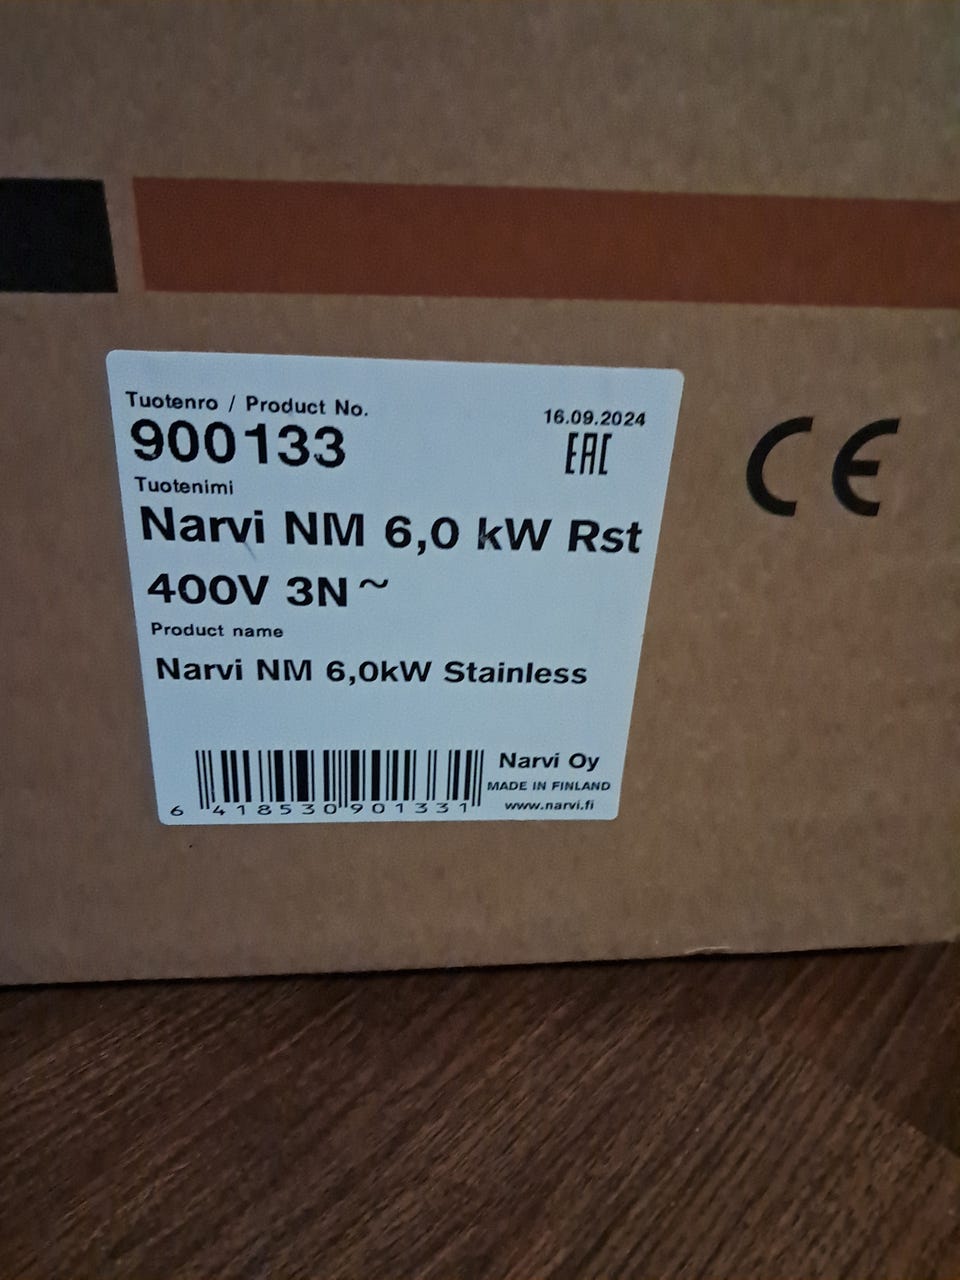 Tuotenro / Product No.
16.09.2024
900133
EAC
Tuotenimi
Narvi NM 6,0 kW Rst
400V 3N~
Product name
Narvi NM 6,0kW Stainless
Narvi Oy
MADE IN FINLAND
www.narvi.fi
6 418530 901331
CE